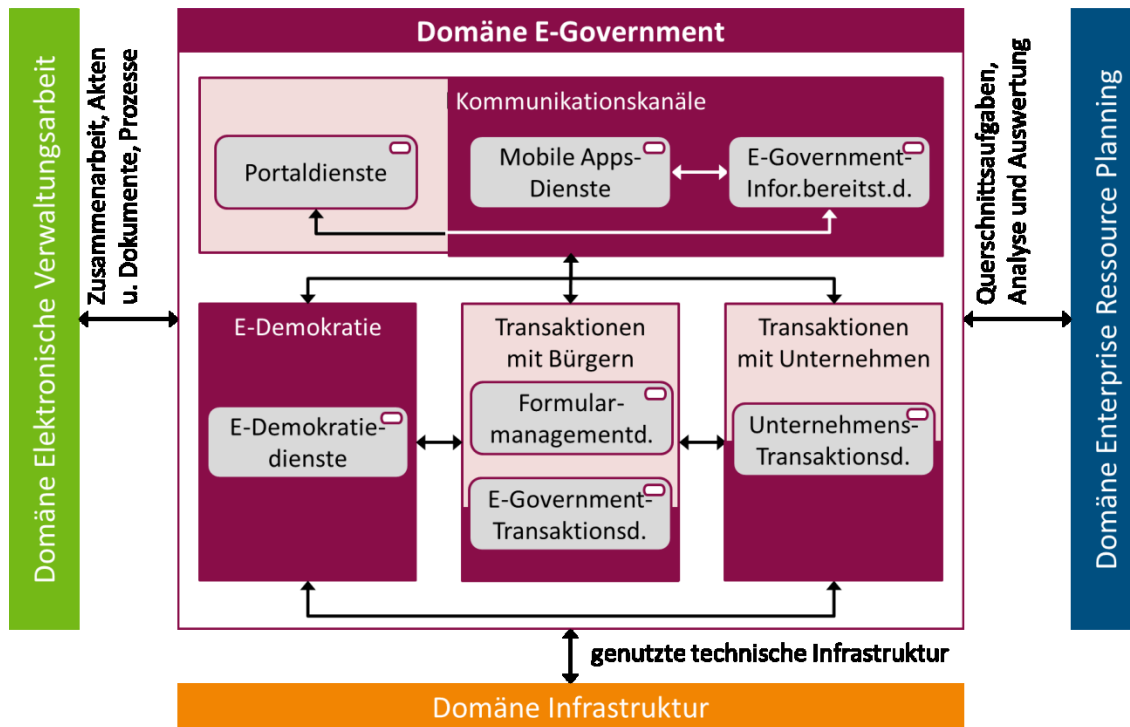 Domäne Elektronische Verwaltungsarbeit
Zusammenarbeit, Akten
u. Dokumente, Prozesse
Domäne E-Government
Kommunikationskanäle
Portaldienste
Mobile Apps-
Dienste
E-Government-
Infor.bereitst.d.
E-Demokratie
E-Demokratie-
dienste
Transaktionen
mit Bürgern
Formular-
managementd.
E-Government-
Transaktionsd.
Transaktionen
mit Unternehmen
Unternehmens-
Transaktionsd.
Querschnittsaufgaben,
Analyse und Auswertung
Domäne Enterprise Ressource Planning
genutzte technische Infrastruktur
Domäne Infrastruktur